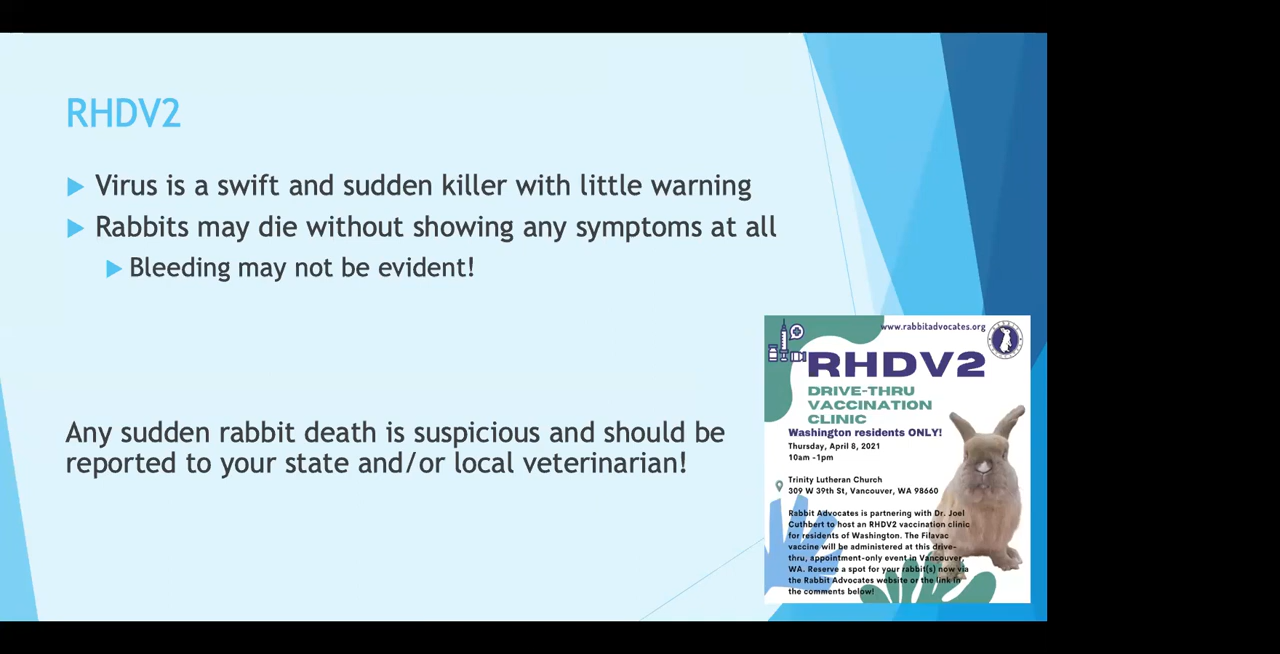 RHDV2
Virus is a swift and sudden killer with little warning
Rabbits may die without showing any symptoms at all
Bleeding may not be evident!
Any sudden rabbit death is suspicious and should be
reported to your state and/or local veterinarian!
www.rabbitadvocates.org
RHDV2
DRIVE-THRU
VACCINATION
CLINIC
Washington residents ONLY!
Thursday, April 8, 2021
10am -1pm
Trinity Lutheran Church
309 W 39th St, Vancouver, WA 98660
Rabbit Advocates is partnering with Dr. Joel
Cuthbert to host an RHDV2 vaccination clinic
for residents of Washington. The Filavac
vaccine will be administered at this drive-
thru, appointment-only event in Vancouver,
WA. Reserve a spot for your rabbit(s) now via
the Rabbit Advocates website or the link in
the comments below!